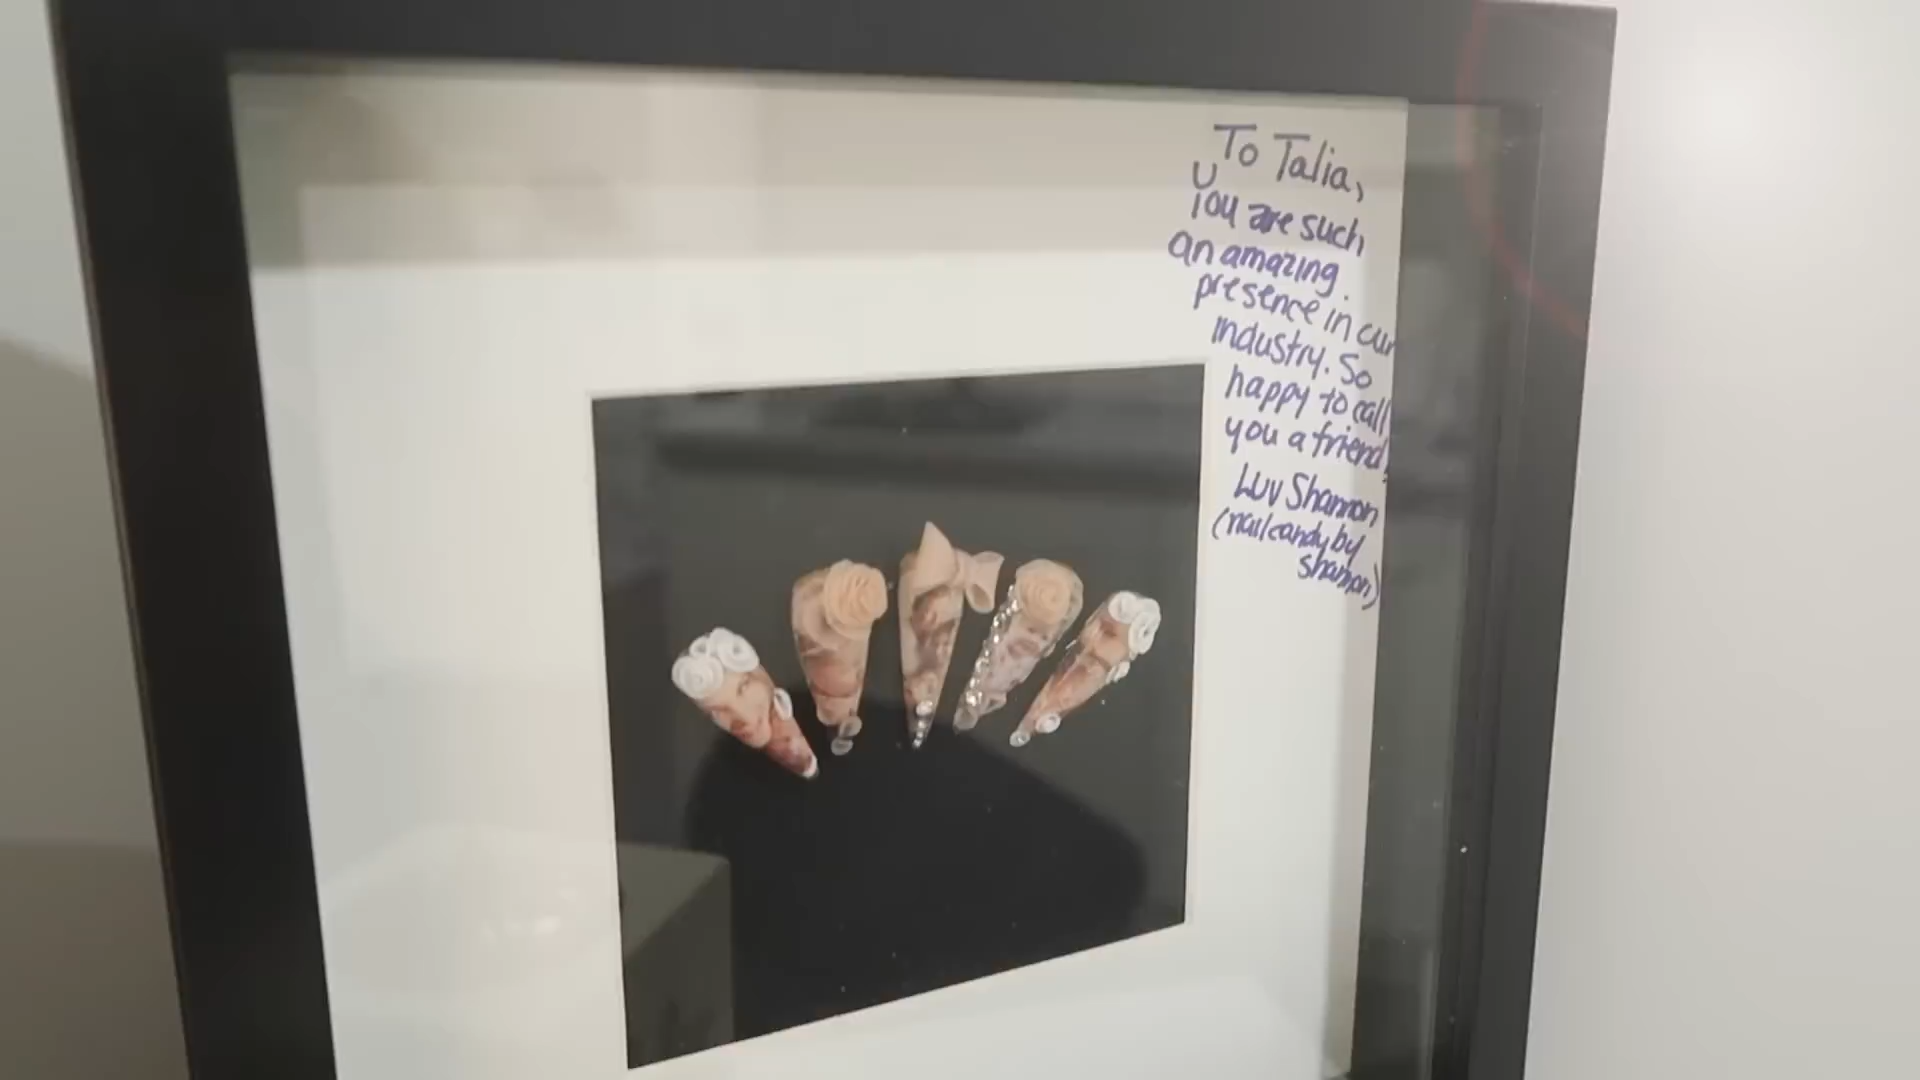 To Talia,
You are such
an amazing
presence in our
industry. So
happy to call
you a friend!
Luv Shannon
(nailcandy by
shannon)